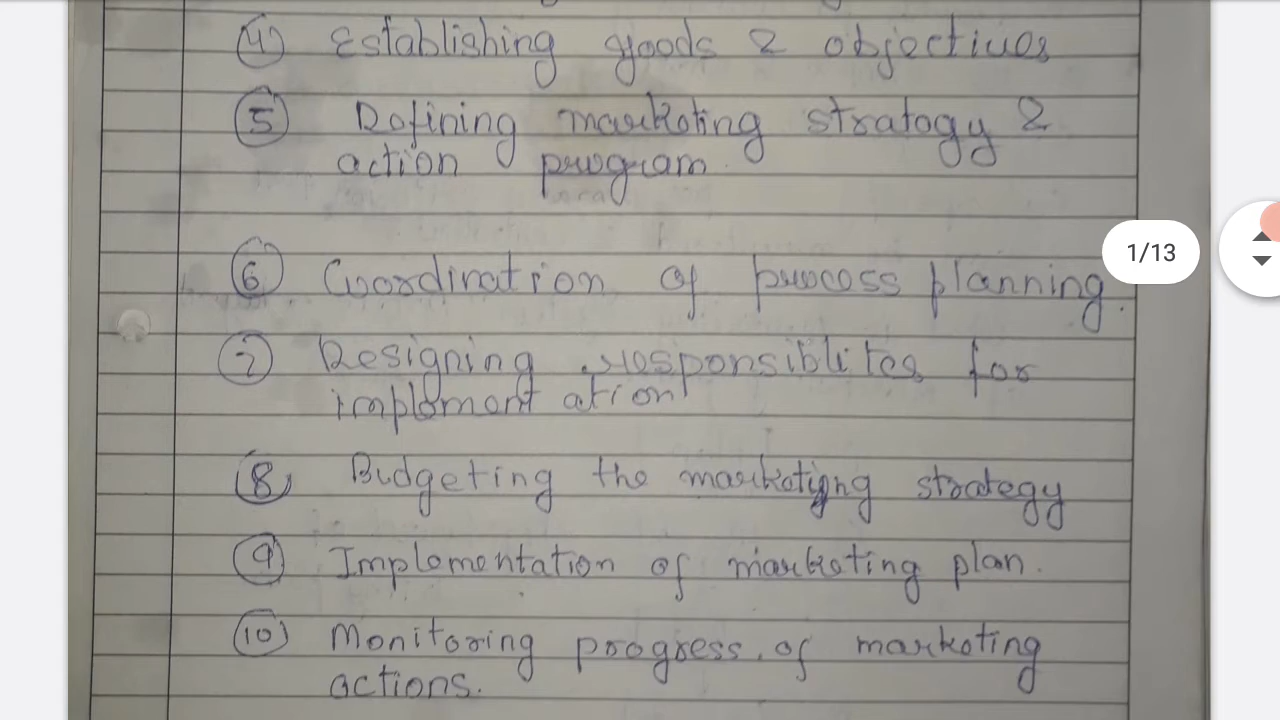 4) Establishing goods & objectives
5 Defining marketing stratogy &
action program
6 Coordination of process planning.
7 Designing responsiblites for
implementation
8) Budgeting the marketing strategy
9 Implementation of marketing plan.
10) Monitoring progress of marketing
actions.
1/13